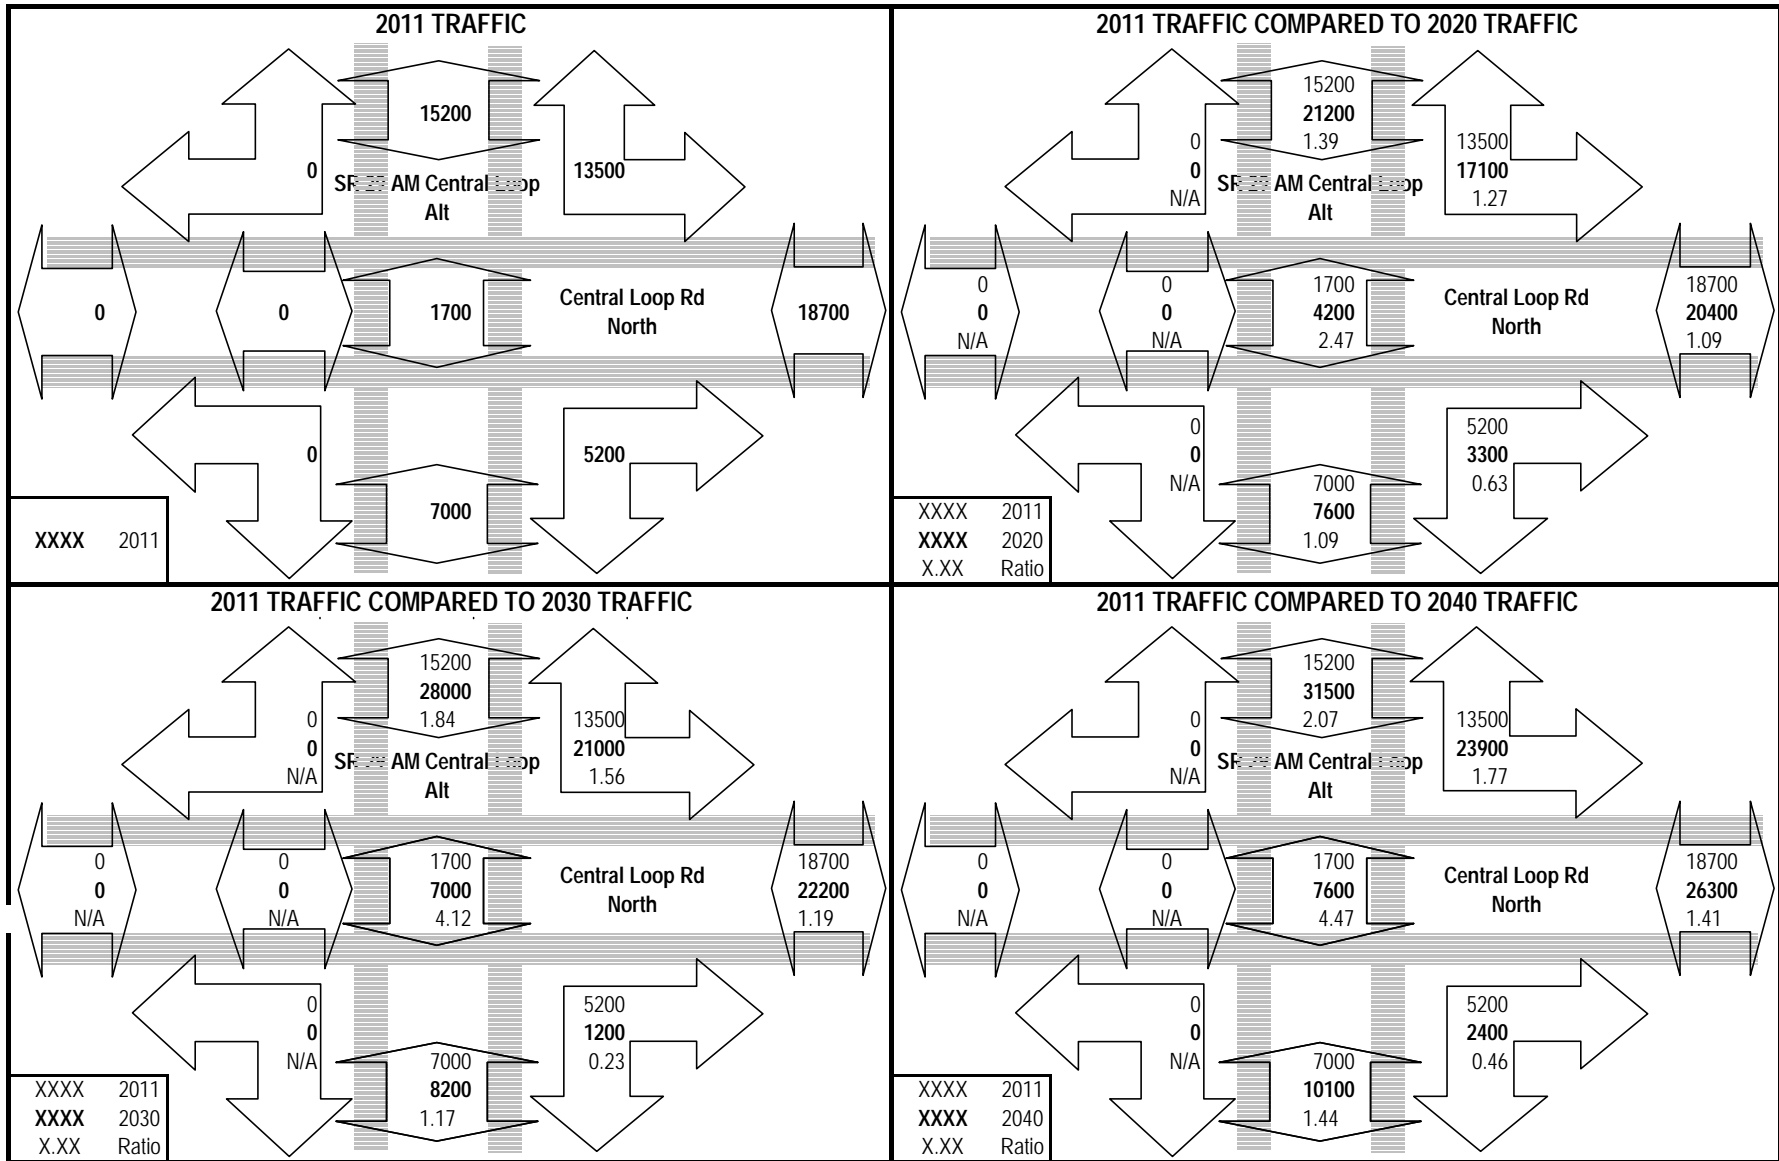 2011 TRAFFIC
15200
0
13500
AM Central
Alt
0
0
1700
Central Loop Rd
North
18700
0
5200
7000
XXXX 2011
2011 TRAFFIC COMPARED TO 2020 TRAFFIC
15200
21200
1.39
0
0
N/A
13500
17100
1.27
AM Central
Alt
0
0
N/A
0
0
N/A
1700
4200
2.47
Central Loop Rd
North
18700
20400
1.09
0
0
N/A
5200
3300
0.63
7000
7600
1.09
XXXX 2011
XXXX 2020
X.XX Ratio
2011 TRAFFIC COMPARED TO 2030 TRAFFIC
15200
28000
1.84
0
0
N/A
13500
21000
1.56
AM Central
Alt
0
0
N/A
0
0
N/A
1700
7000
4.12
Central Loop Rd
North
18700
22200
1.19
0
0
N/A
5200
1200
0.23
7000
8200
1.17
XXXX 2011
XXXX 2030
X.XX Ratio
2011 TRAFFIC COMPARED TO 2040 TRAFFIC
15200
31500
2.07
0
0
N/A
13500
23900
1.77
AM Central
Alt
0
0
N/A
0
0
N/A
1700
7600
4.47
Central Loop Rd
North
18700
26300
1.41
0
0
N/A
5200
2400
0.46
7000
10100
1.44
XXXX 2011
XXXX 2040
X.XX Ratio